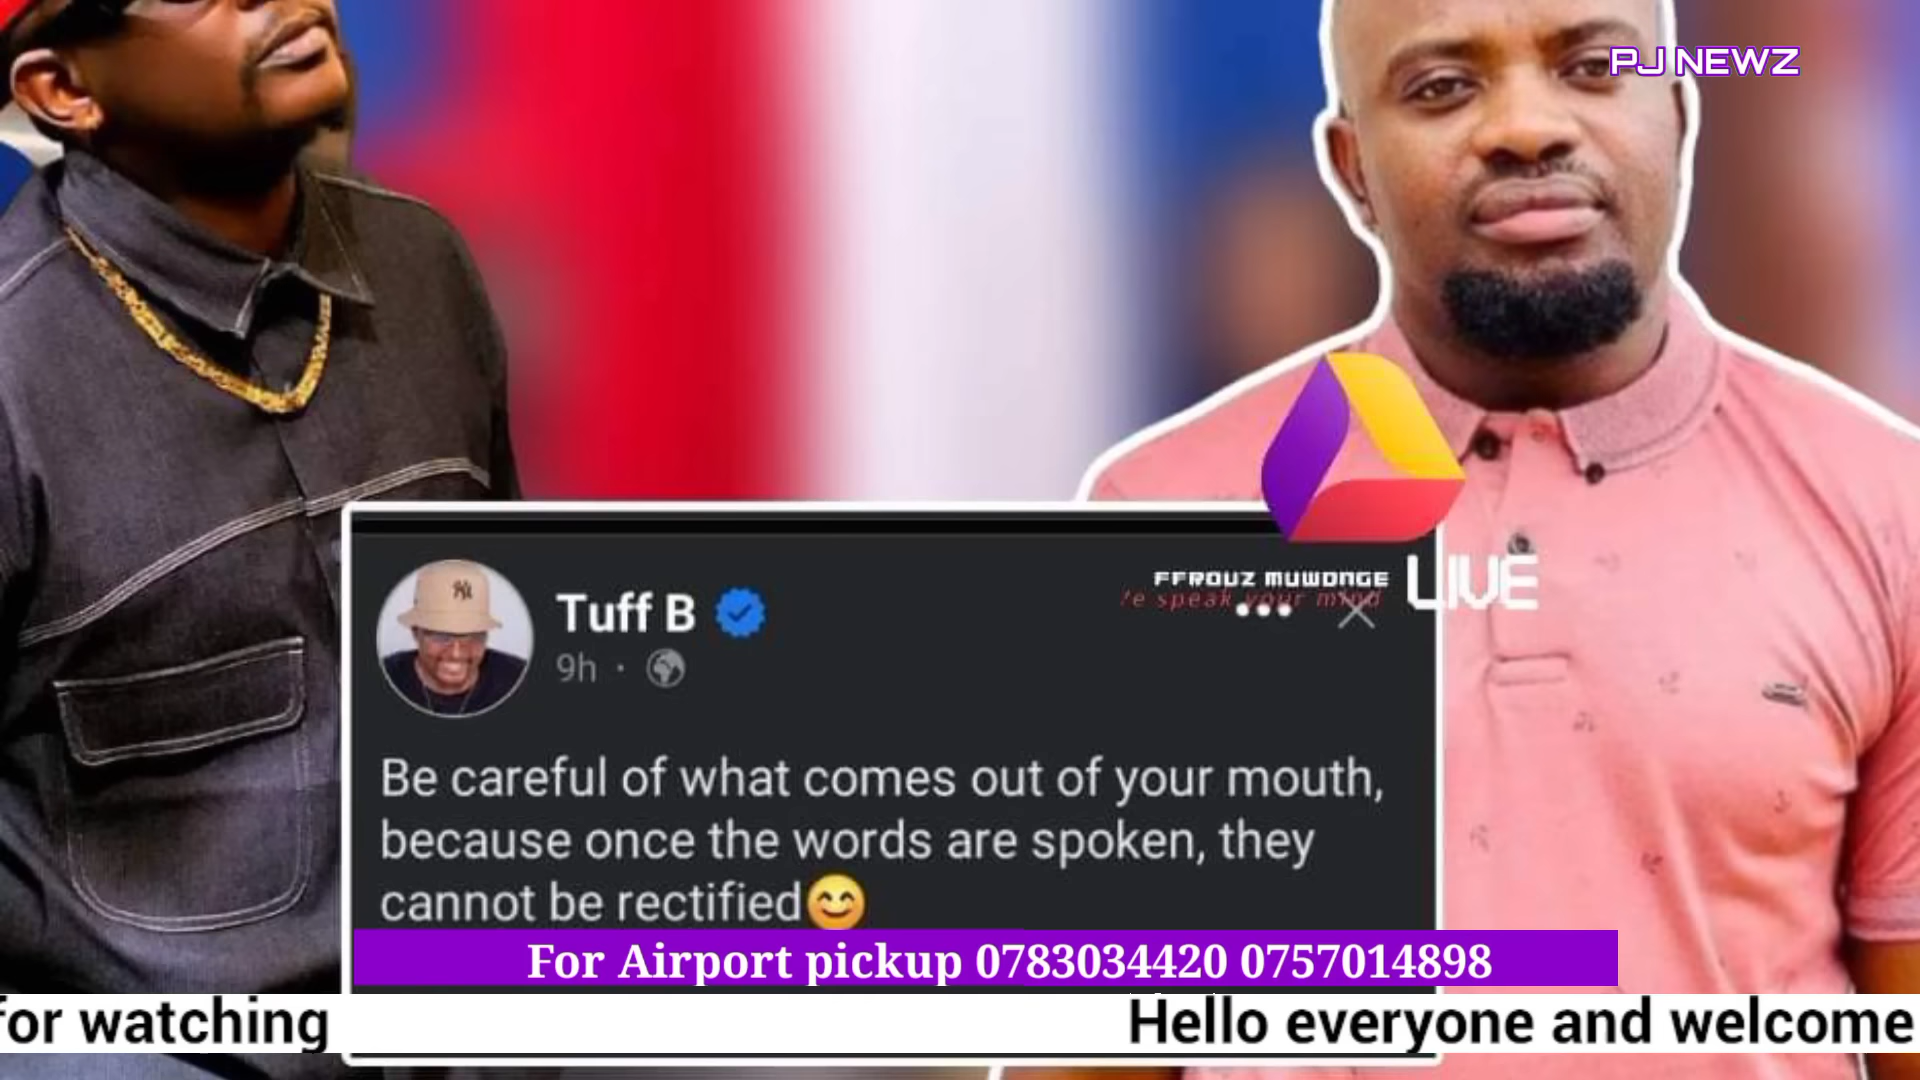 PJ NEWZ
FFROUZ MUWDNGE
LIVE
Tuff B
9h ·
Be careful of what comes out of your mouth,
because once the words are spoken, they
cannot be rectified😊
For Airport pickup 0783034420 0757014898
for watching
Hello everyone and welcome